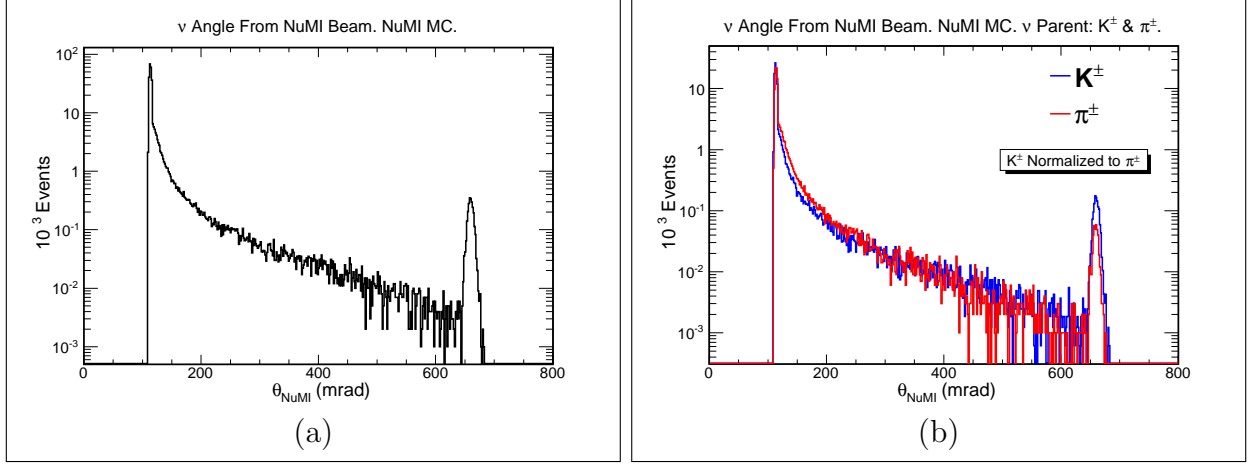 ν Angle From NuMI Beam. NuMI MC.
10² 
10
1
10⁻¹
10⁻²
10⁻³
10³ Events
0 200 400 600 800
θ_NuMI (mrad)
(a)
ν Angle From NuMI Beam. NuMI MC. ν Parent: K± & π±.
10
1
10⁻¹
10⁻²
10⁻³
10³ Events
K±
π±
K± Normalized to π±
0 200 400 600 800
θ_NuMI (mrad)
(b)